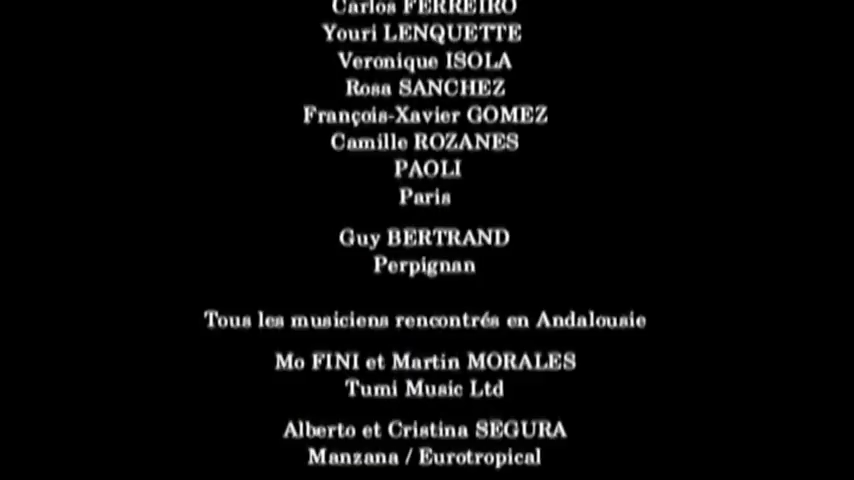 Carlos FERREIRO
Youri LENQUETTE
Veronique ISOLA
Rosa SANCHEZ
François-Xavier GOMEZ
Camille ROZANES
PAOLI
Paris
Guy BERTRAND
Perpignan
Tous les musiciens rencontrés en Andalousie
Mo FINI et Martin MORALES
Tumi Music Ltd
Alberto et Cristina SEGURA
Manzana / Eurotropical